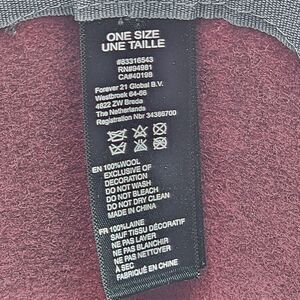 ONE SIZE
UNE TAILLE
#83316543
RN#94981
CA#40198
Forever 21 Global B.V.
Westbroek 64-66
4822 ZW Breda
The Netherlands
Registration Nbr 34386700
EN 100%WOOL
EXCLUSIVE OF
DECORATION
DO NOT WASH
DO NOT BLEACH
DO NOT DRY CLEAN
MADE IN CHINA
FR 100%LAINE
SAUF TISSU DÉCORATIF
NE PAS LAVER
NE PAS BLANCHIR
NE PAS NETTOYER
À SEC
FABRIQUÉ EN CHINE